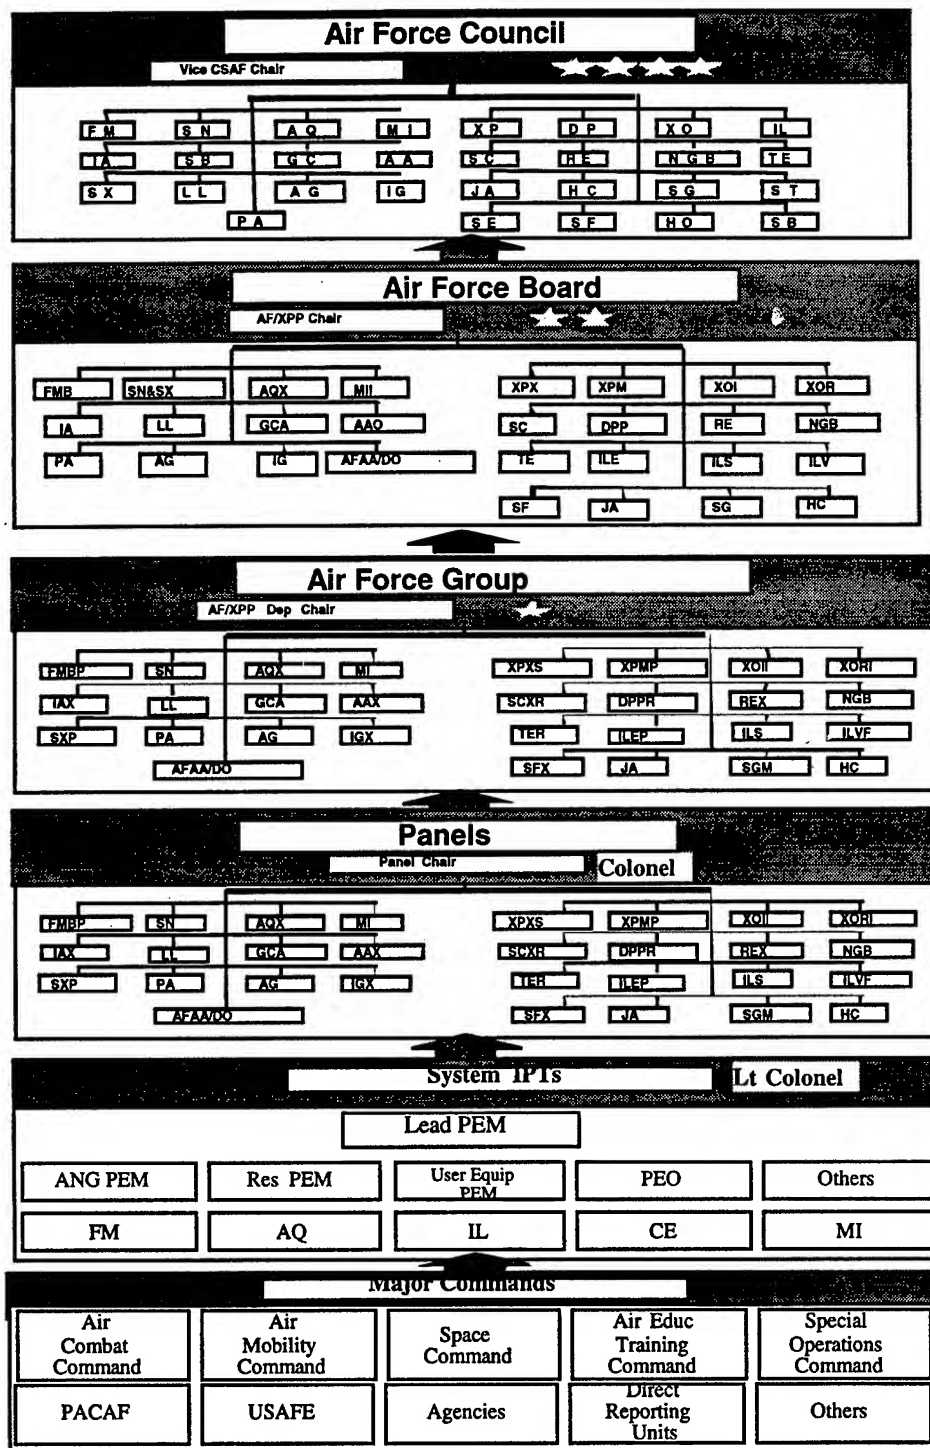 Air Force Council
Vice CSAF Chair
FM SN AQ MI XP DP XO IL
IA SB GC AA SC RE NGB TE
SX LL AG IG JA HC SG ST
PA SE SF HO SB
Air Force Board
AF/XPP Chair
FMB SN&SX AQX MII XPX XPM XOI XOR
IA LL GCA AAO SC DPP RE NGB
PA AG IG AFAA/DO TE ILE ILS ILV
SF JA SG HC
Air Force Group
AF/XPP Dep Chair
FMBP SN AQX MI XPXS XPMP XOII XORI
IAX LL GCA AAX SCXR DPPR REX NGB
SXP PA AG IGX TER ILEP ILS ILVF
AFAA/DO SFX JA SGM HC
Panels
Panel Chair Colonel
FMBP SN AQX MI XPXS XPMP XOII XORI
IAX LL GCA AAX SCXR DPPR REX NGB
SXP PA AG IGX TER ILEP ILS ILVF
AFAA/DO SFX JA SGM HC
System IPTs Lt Colonel
Lead PEM
ANG PEM Res PEM User Equip PEO Others
PEM
FM AQ IL CE MI
Major Commands
Air Air Space Air Educ Special
Combat Mobility Command Training Operations
Command Command Command Command
PACAF USAFE Agencies Direct Others
Reporting
Units